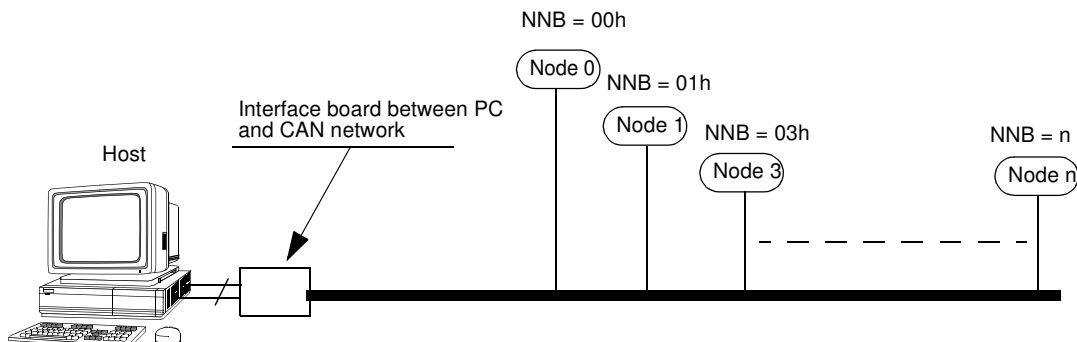 NNB = 00h
Node 0
NNB = 01h
Interface board between PC
and CAN network
Node 1
NNB = 03h
NNB = n
Host
Node 3
Node n